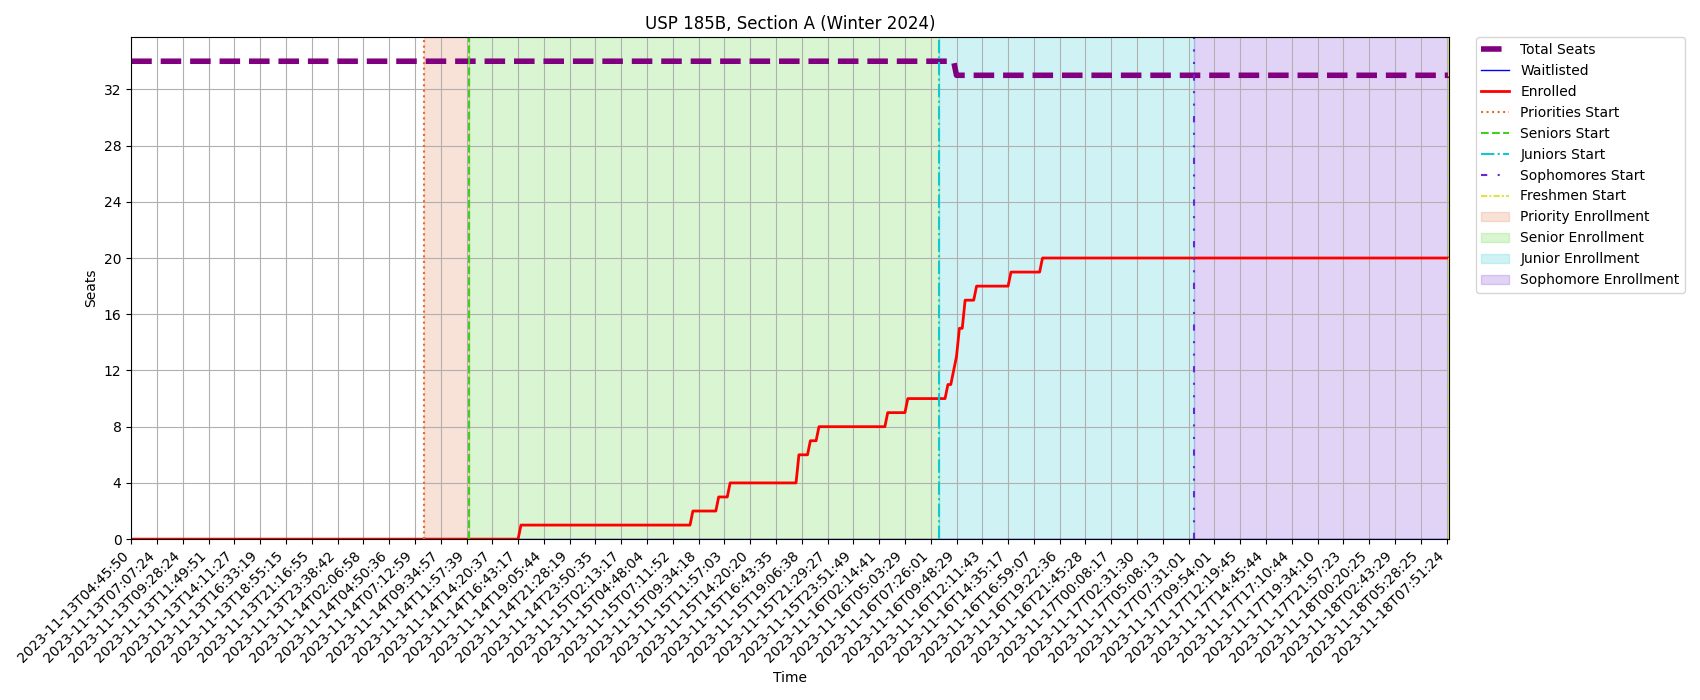 USP 185B, Section A (Winter 2024)
Total Seats
Waitlisted
Enrolled
Priorities Start
Seniors Start
Juniors Start
Sophomores Start
Freshmen Start
Priority Enrollment
Senior Enrollment
Junior Enrollment
Sophomore Enrollment
Seats
32
28
24
20
16
12
8
4
0
2023-11-13T04:45:50
2023-11-13T07:07:24
2023-11-13T09:28:24
2023-11-13T11:49:51
2023-11-13T14:11:27
2023-11-13T16:33:19
2023-11-13T18:55:15
2023-11-13T21:16:55
2023-11-13T23:38:42
2023-11-14T02:06:58
2023-11-14T04:50:36
2023-11-14T07:12:59
2023-11-14T09:34:57
2023-11-14T11:57:39
2023-11-14T14:20:37
2023-11-14T16:43:17
2023-11-14T19:05:44
2023-11-14T21:28:19
2023-11-14T23:50:35
2023-11-15T02:13:17
2023-11-15T04:48:04
2023-11-15T07:11:52
2023-11-15T09:34:18
2023-11-15T11:57:03
2023-11-15T14:20:20
2023-11-15T16:43:35
2023-11-15T19:06:38
2023-11-15T21:29:27
2023-11-15T23:51:49
2023-11-16T02:14:41
2023-11-16T05:03:29
2023-11-16T07:26:01
2023-11-16T09:48:29
2023-11-16T12:11:43
2023-11-16T14:35:17
2023-11-16T16:59:07
2023-11-16T19:22:36
2023-11-16T21:45:28
2023-11-17T00:08:17
2023-11-17T02:31:30
2023-11-17T05:08:13
2023-11-17T07:31:01
2023-11-17T09:54:01
2023-11-17T12:19:45
2023-11-17T14:45:44
2023-11-17T17:10:44
2023-11-17T19:34:10
2023-11-17T21:57:23
2023-11-18T00:20:25
2023-11-18T02:43:29
2023-11-18T05:28:25
2023-11-18T07:51:24
Time